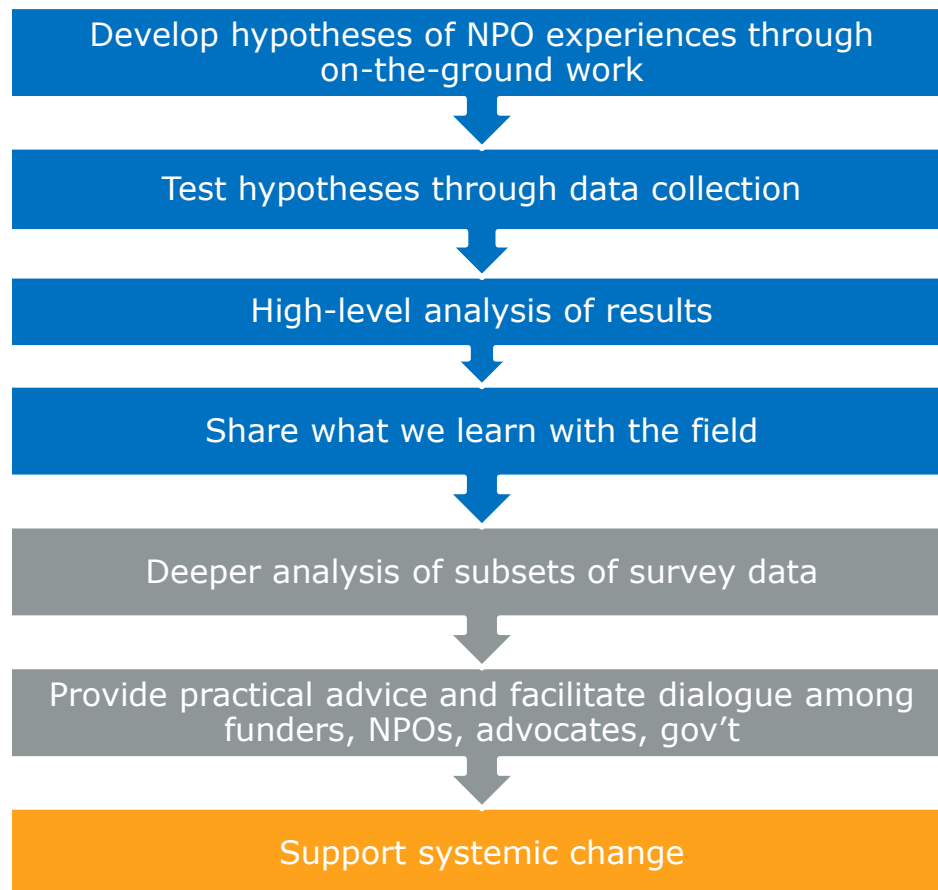 Develop hypotheses of NPO experiences through
on-the-ground work
Test hypotheses through data collection
High-level analysis of results
Share what we learn with the field
Deeper analysis of subsets of survey data
Provide practical advice and facilitate dialogue among
funders, NPOs, advocates, gov’t
Support systemic change